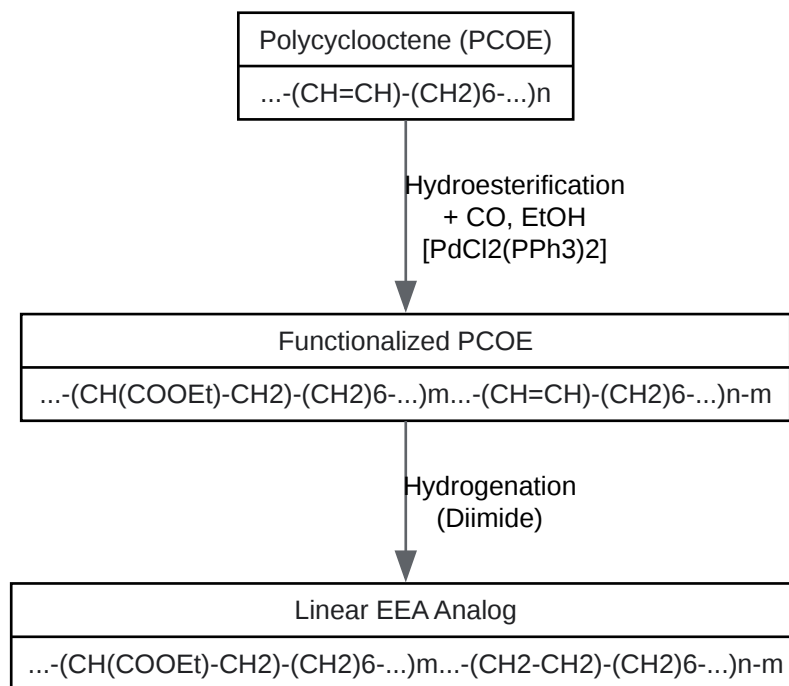 Polycyclooctene (PCOE)
...-(CH=CH)-(CH2)6-...)n
Hydroesterification
+ CO, EtOH
[PdCl2(PPh3)2]
Functionalized PCOE
...-(CH(COOEt)-CH2)-(CH2)6-...)m...-(CH=CH)-(CH2)6-...)n-m
Hydrogenation
(Diimide)
Linear EEA Analog
...-(CH(COOEt)-CH2)-(CH2)6-...)m...-(CH2-CH2)-(CH2)6-...)n-m